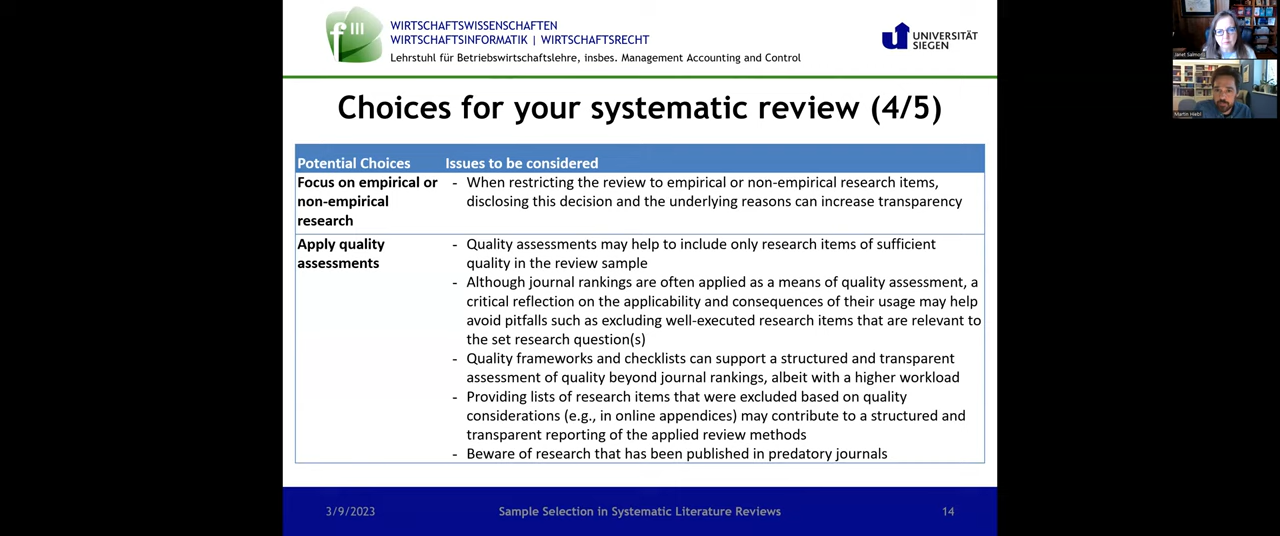 f III
WIRTSCHAFTSWISSENSCHAFTEN
WIRTSCHAFTSINFORMATIK | WIRTSCHAFTSRECHT
Lehrstuhl für Betriebswirtschaftslehre, insbes. Management Accounting and Control
UNIVERSITÄT
SIEGEN
Janet Salmons
Martin Hiebl
Choices for your systematic review (4/5)
Potential Choices Issues to be considered
Focus on empirical or
non-empirical
research
- When restricting the review to empirical or non-empirical research items,
disclosing this decision and the underlying reasons can increase transparency
Apply quality
assessments
- Quality assessments may help to include only research items of sufficient
quality in the review sample
- Although journal rankings are often applied as a means of quality assessment, a
critical reflection on the applicability and consequences of their usage may help
avoid pitfalls such as excluding well-executed research items that are relevant to
the set research question(s)
- Quality frameworks and checklists can support a structured and transparent
assessment of quality beyond journal rankings, albeit with a higher workload
- Providing lists of research items that were excluded based on quality
considerations (e.g., in online appendices) may contribute to a structured and
transparent reporting of the applied review methods
- Beware of research that has been published in predatory journals
3/9/2023 Sample Selection in Systematic Literature Reviews 14